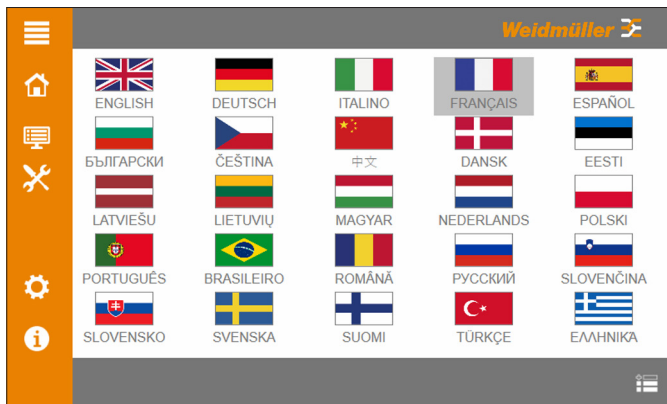 Weidmüller
ENGLISH DEUTSCH ITALINO FRANÇAIS ESPAÑOL
БЪЛГАРСКИ ČEŠTINA 中文 DANSK EESTI
LATVIEŠU LIETUVIŲ MAGYAR NEDERLANDS POLSKI
PORTUGUÊS BRASILEIRO ROMÂNĂ РУССКИЙ SLOVENČINA
SLOVENSKO SVENSKA SUOMI TÜRKÇE ΕΛΛΗΝΙΚΆ